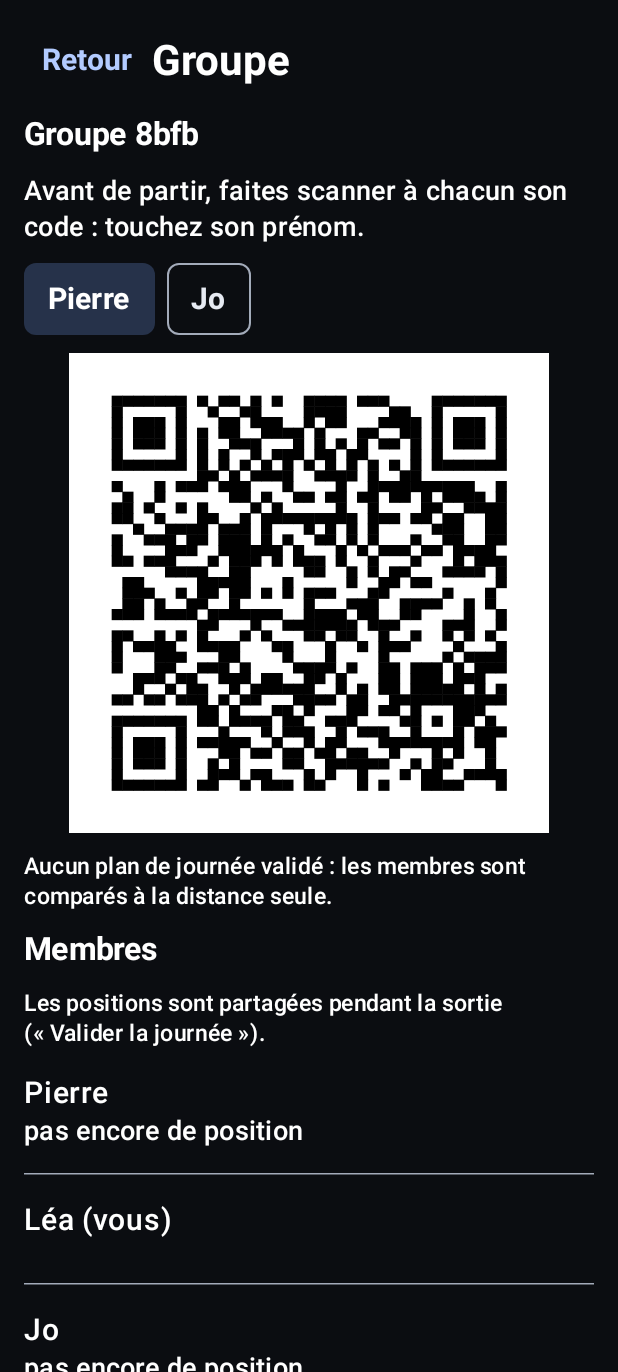 Retour Groupe
Groupe 8bfb
Avant de partir, faites scanner à chacun son
code : touchez son prénom.
Pierre Jo
Aucun plan de journée validé : les membres sont
comparés à la distance seule.
Membres
Les positions sont partagées pendant la sortie
(« Valider la journée »).
Pierre
pas encore de position
Léa (vous)
Jo
pas encore de position